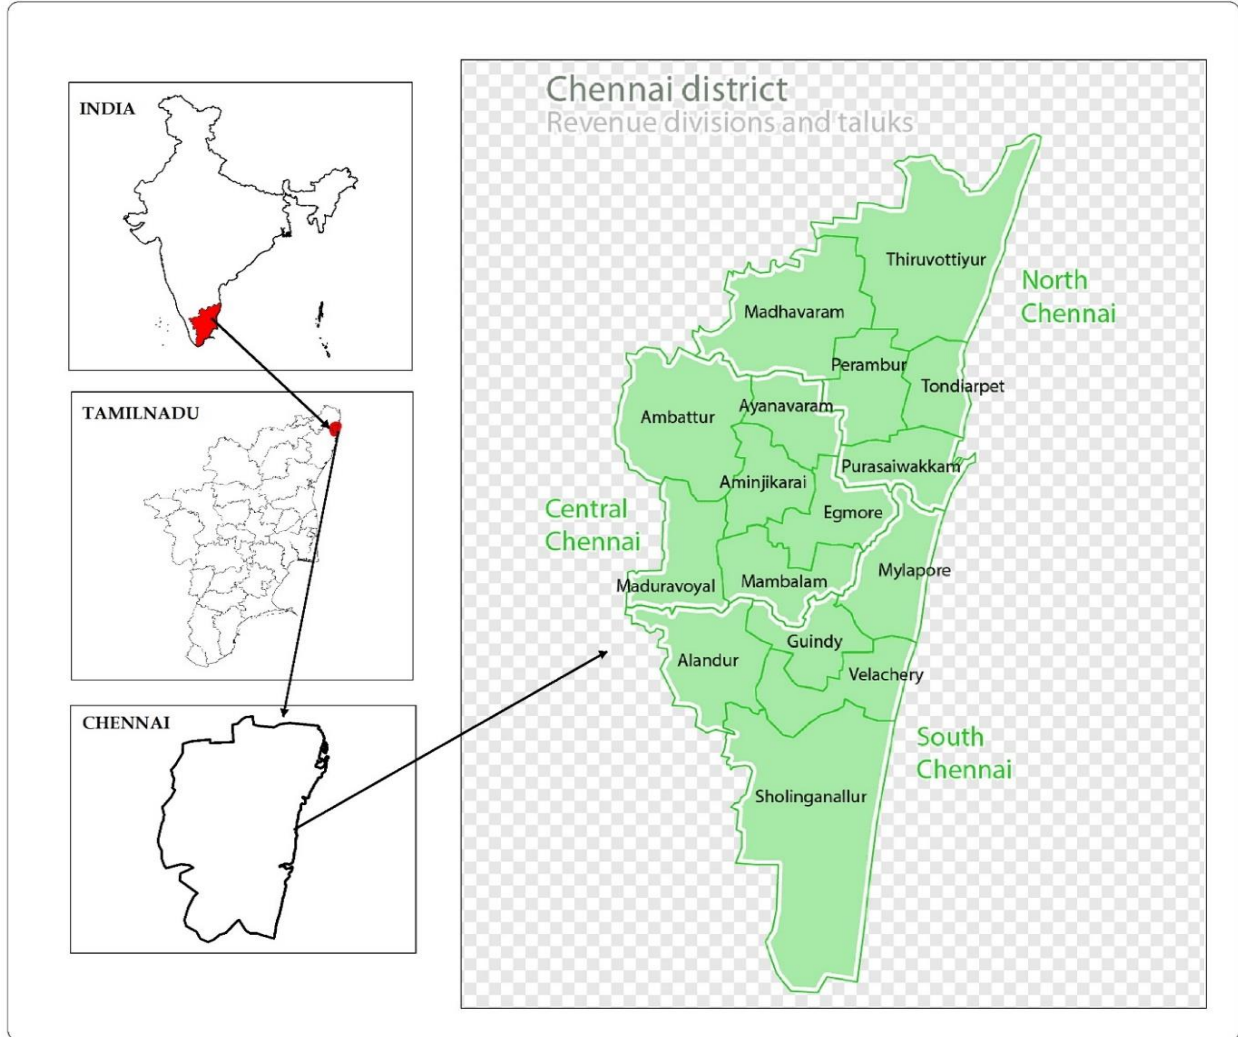 INDIA
TAMILNADU
CHENNAI
Chennai district
Revenue divisions and taluks
Thiruvottiyur
North
Chennai
Madhavaram
Perambur
Tondiarpet
Ambattur
Ayanavaram
Purasaiwakkam
Aminjikarai
Central
Chennai
Egmore
Mylapore
Maduravoyal
Mambalam
Guindy
Alandur
Velachery
South
Chennai
Sholinganallur